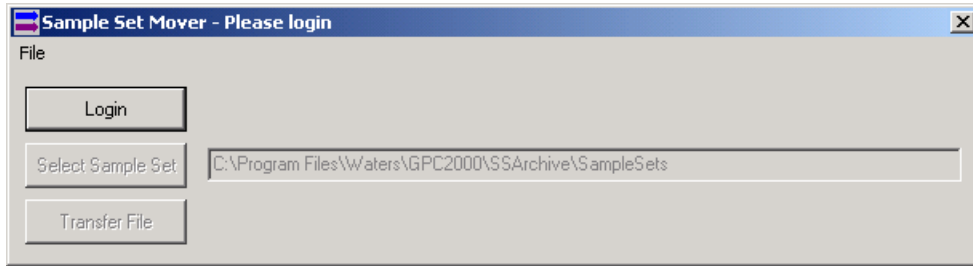 Sample Set Mover - Please login
File
Login
Select Sample Set
C:\Program Files\Waters\GPC2000\SSArchive\SampleSets
Transfer File